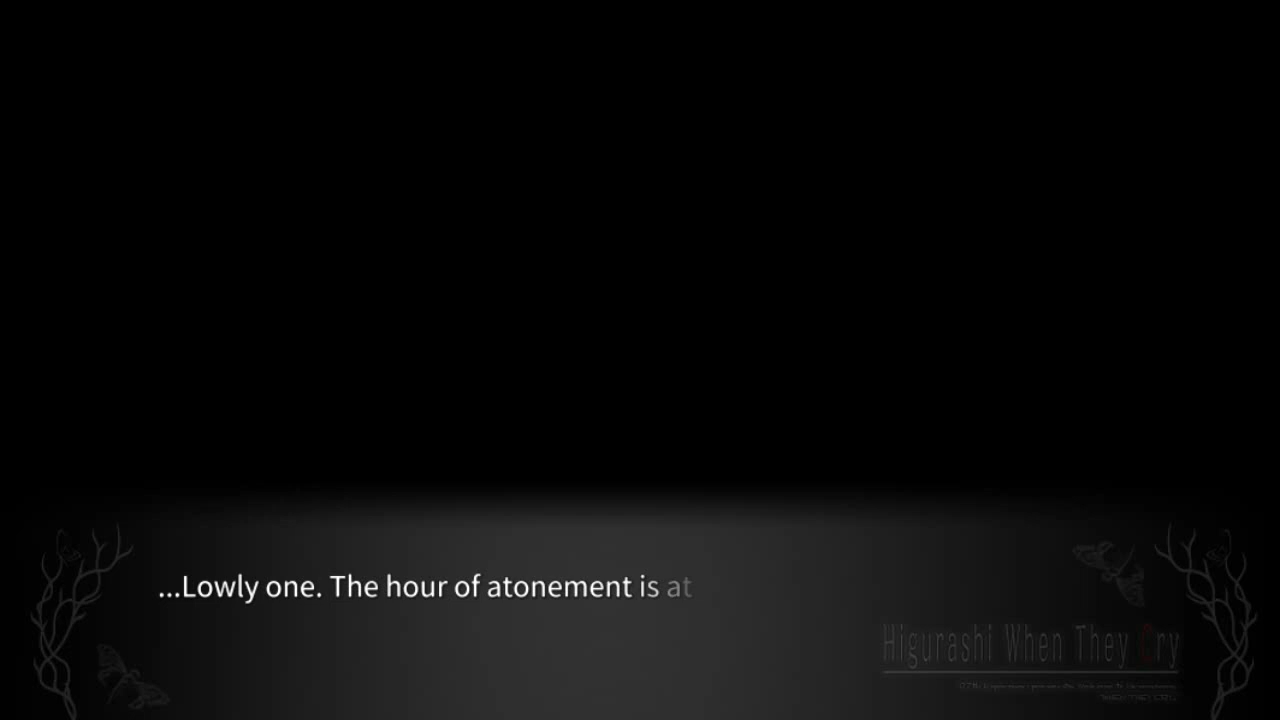 ...Lowly one. The hour of atonement is at
Higurashi When They Cry